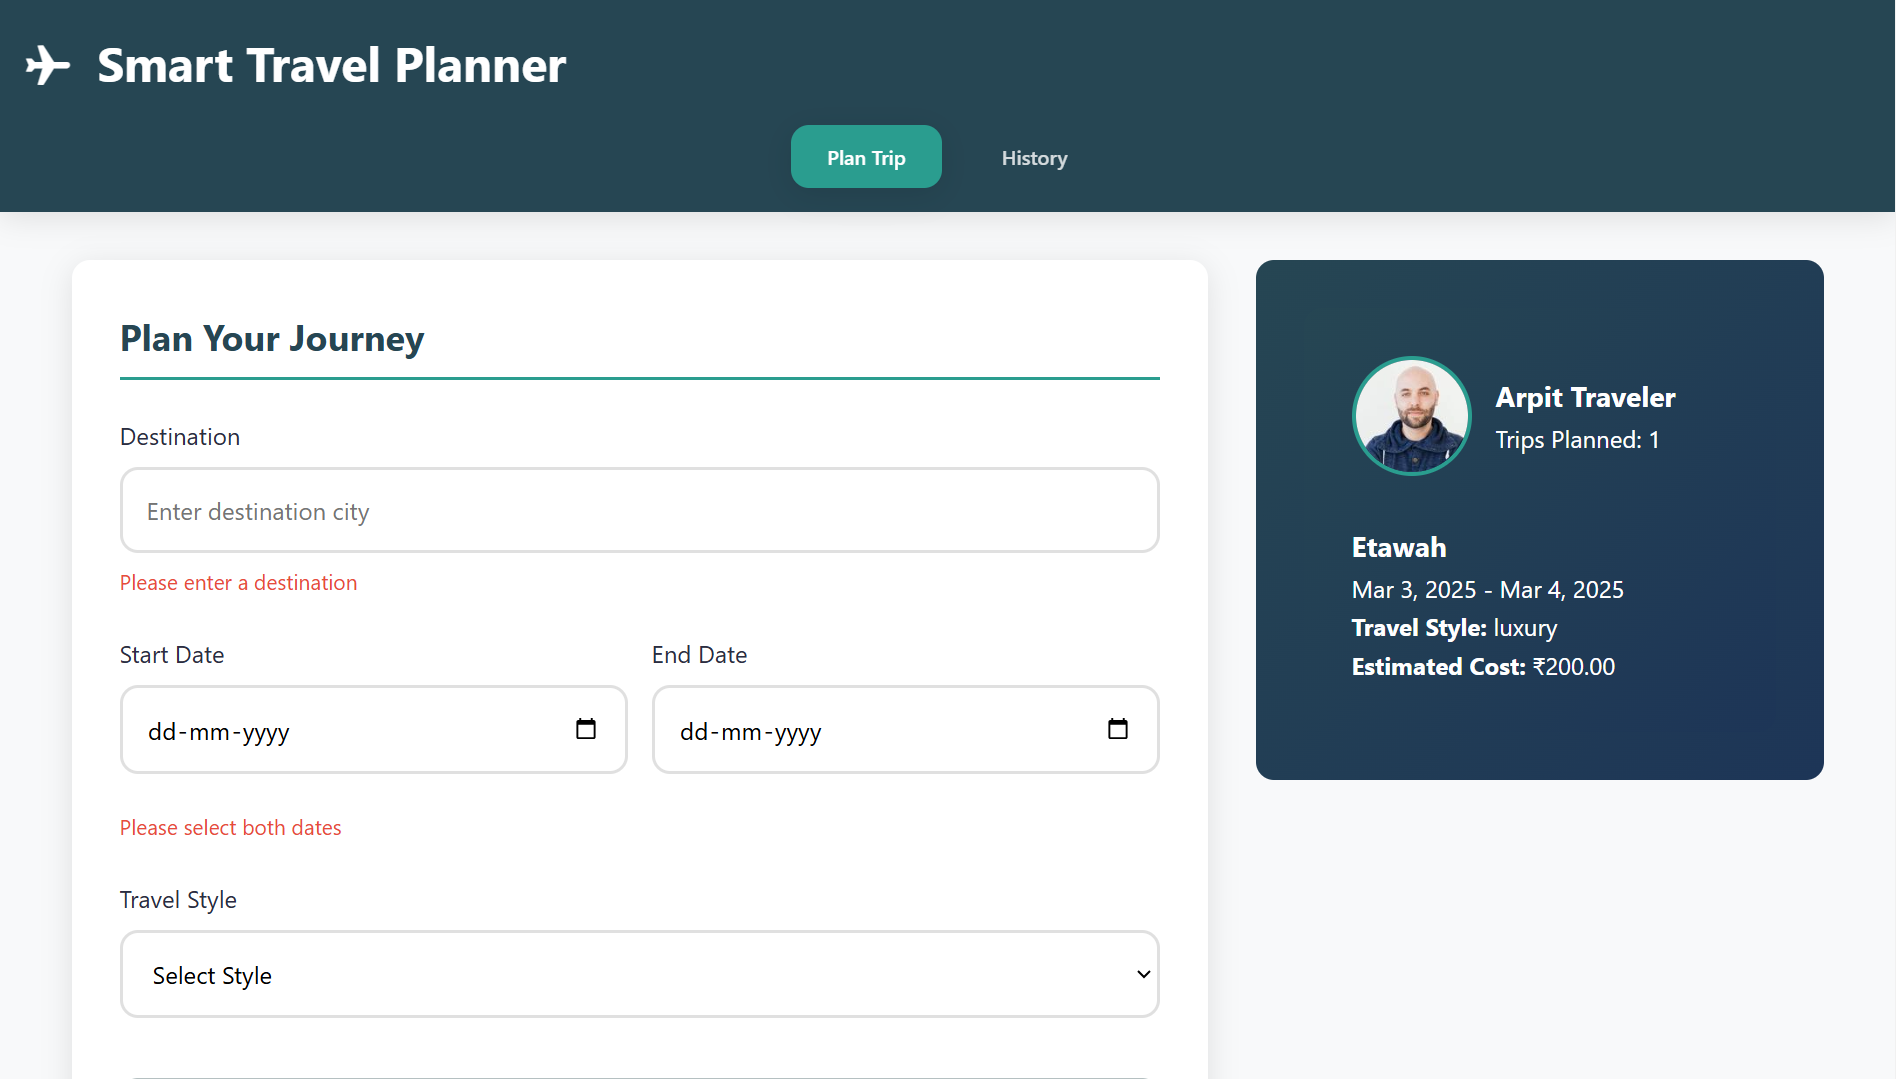 Smart Travel Planner
Plan Trip
History
Plan Your Journey
Destination
Enter destination city
Please enter a destination
Start Date
End Date
dd-mm-yyyy
dd-mm-yyyy
Please select both dates
Travel Style
Select Style
Arpit Traveler
Trips Planned: 1
Etawah
Mar 3, 2025 - Mar 4, 2025
Travel Style: luxury
Estimated Cost: ₹200.00